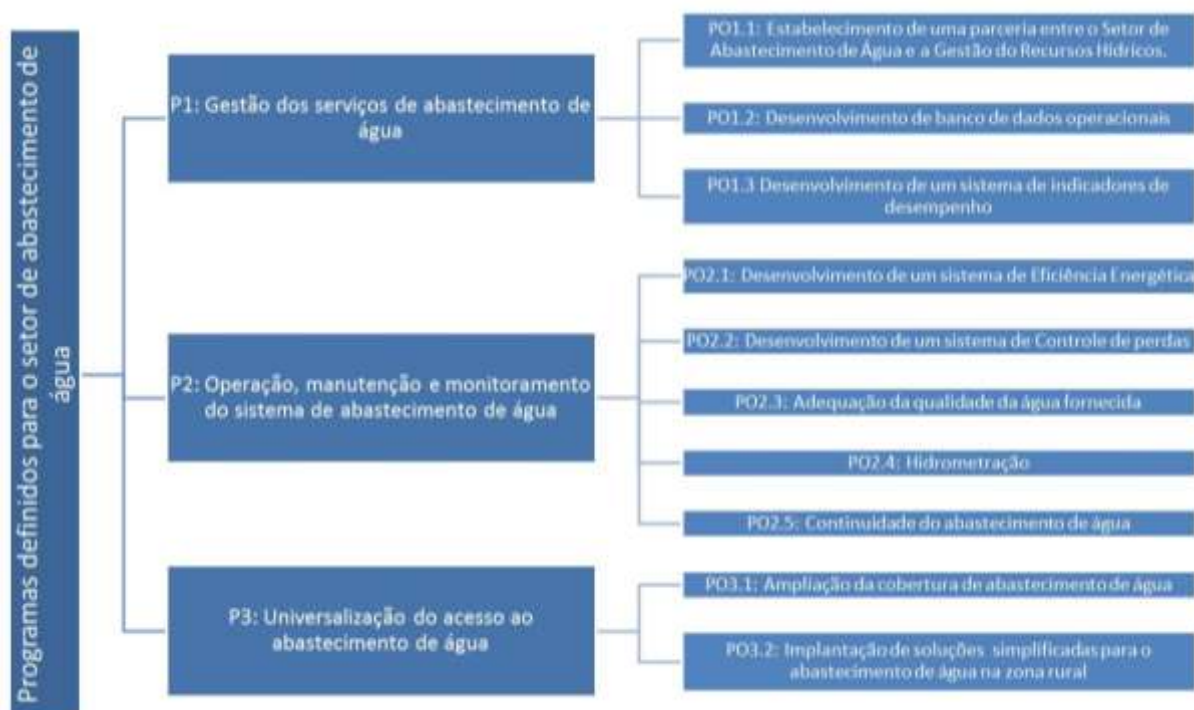 Programas definidos para o setor de abastecimento de
água
P1: Gestão dos serviços de abastecimento de
água
PO1.1: Estabelecimento de uma parceria entre o Setor de
Abastecimento de Água e a Gestão do Recursos Hídricos.
PO1.2: Desenvolvimento de banco de dados operacionais
PO1.3 Desenvolvimento de um sistema de indicadores de
desempenho
P2: Operação, manutenção e monitoramento
do sistema de abastecimento de água
PO2.1: Desenvolvimento de um sistema de Eficiência Energética
PO2.2: Desenvolvimento de um sistema de Controle de perdas
PO2.3: Adequação da qualidade da água fornecida
PO2.4: Hidrometração
PO2.5: Continuidade do abastecimento de água
P3: Universalização do acesso ao
abastecimento de água
PO3.1: Ampliação da cobertura de abastecimento de água
PO3.2: Implantação de soluções simplificadas para o
abastecimento de água na zona rural